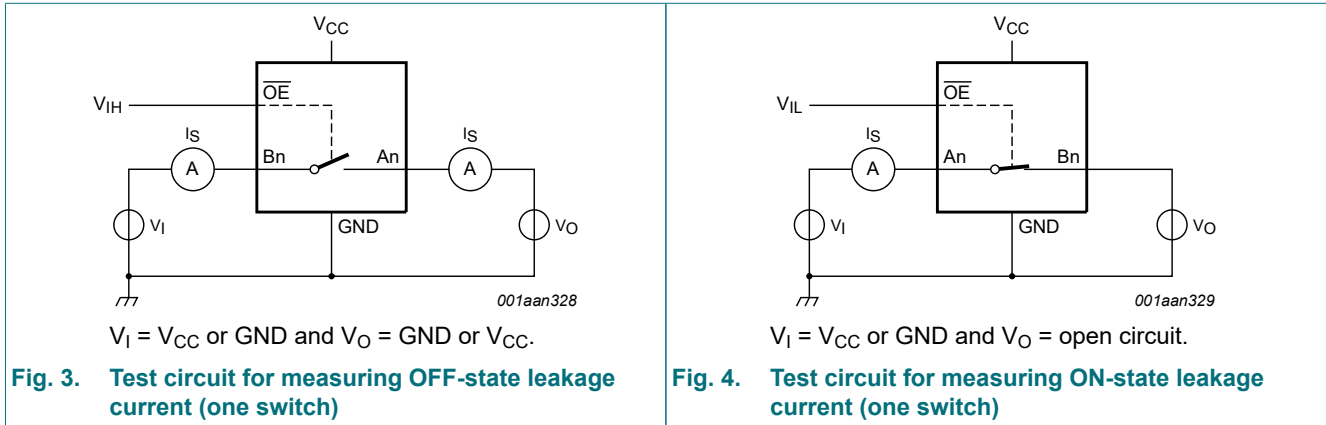 VCC
OE
VIH
IS
IS
A
Bn
An
A
VI
GND
VO
001aan328
VI = VCC or GND and VO = GND or VCC.
Fig. 3. Test circuit for measuring OFF-state leakage
current (one switch)
VCC
OE
VIL
IS
A
An
Bn
VI
GND
VO
001aan329
VI = VCC or GND and VO = open circuit.
Fig. 4. Test circuit for measuring ON-state leakage
current (one switch)